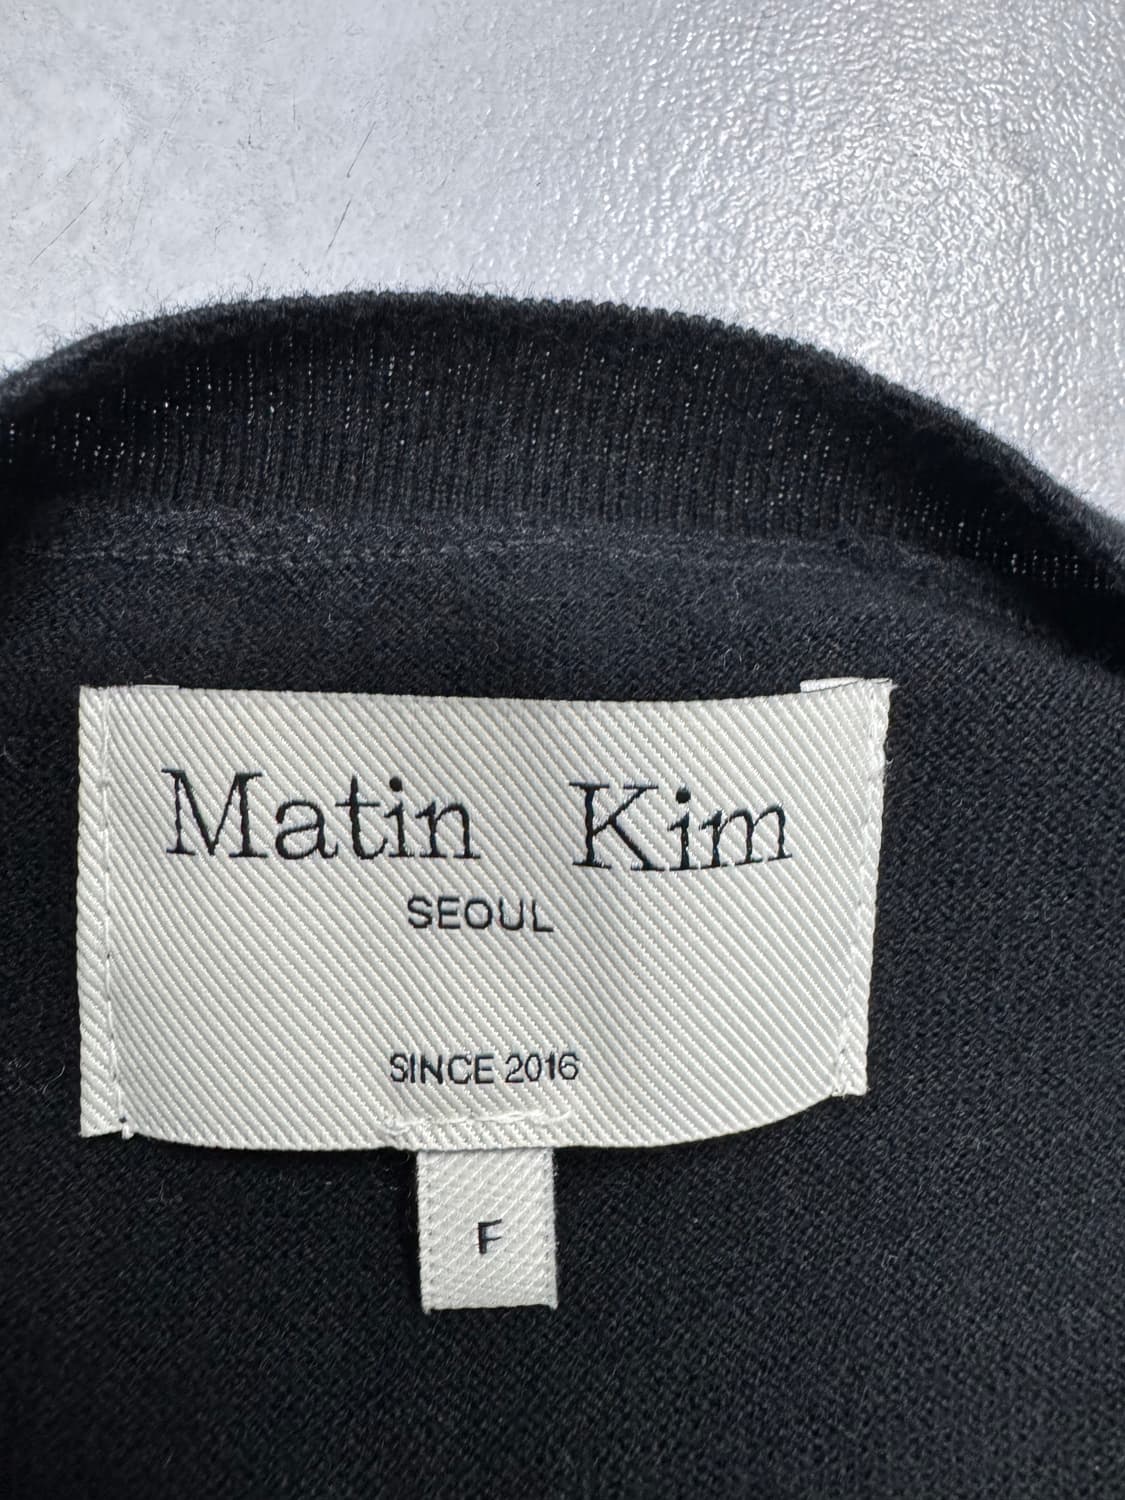 Matin Kim
SEOUL
SINCE 2016
F